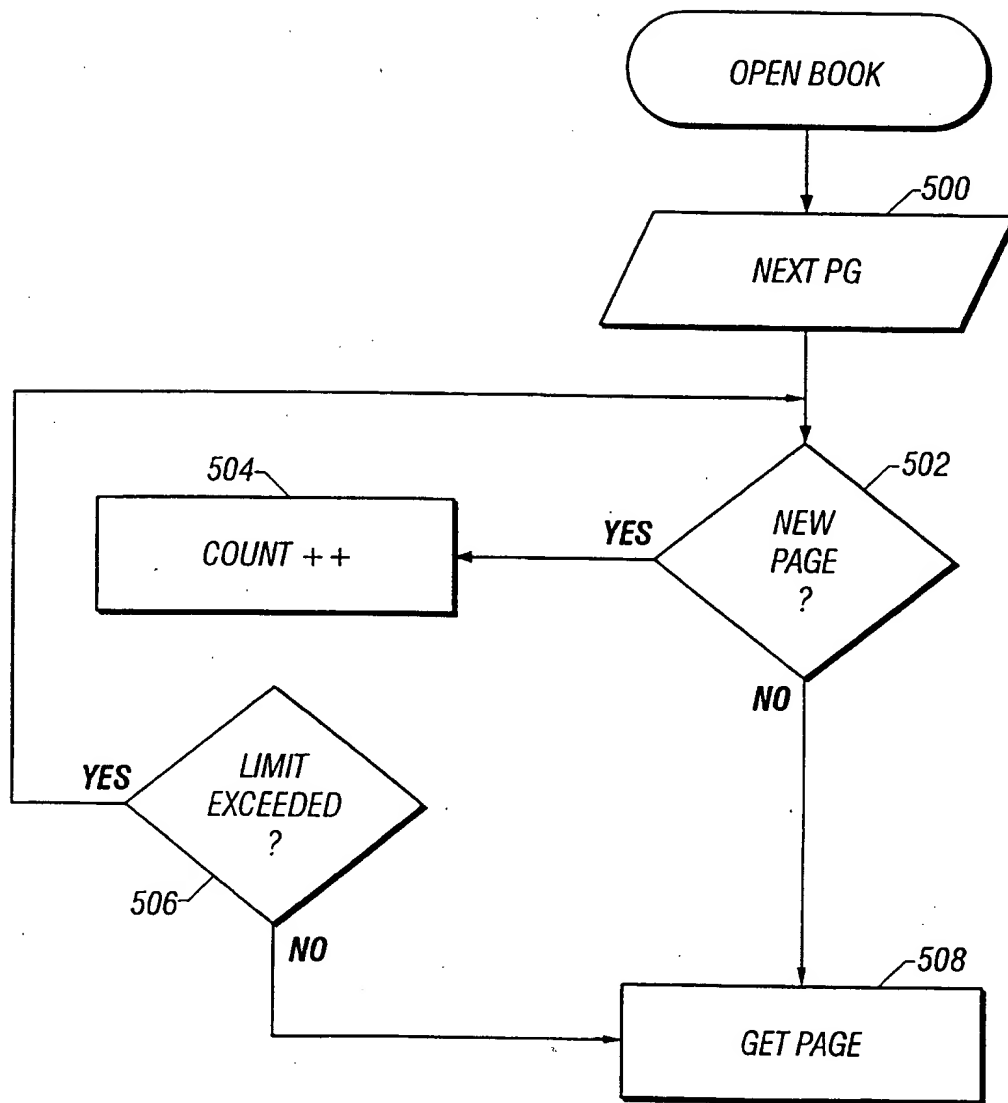 OPEN BOOK
500
NEXT PG
504
502
COUNT + +
YES
NEW
PAGE
?
NO
YES
LIMIT
EXCEEDED
?
506
NO
508
GET PAGE